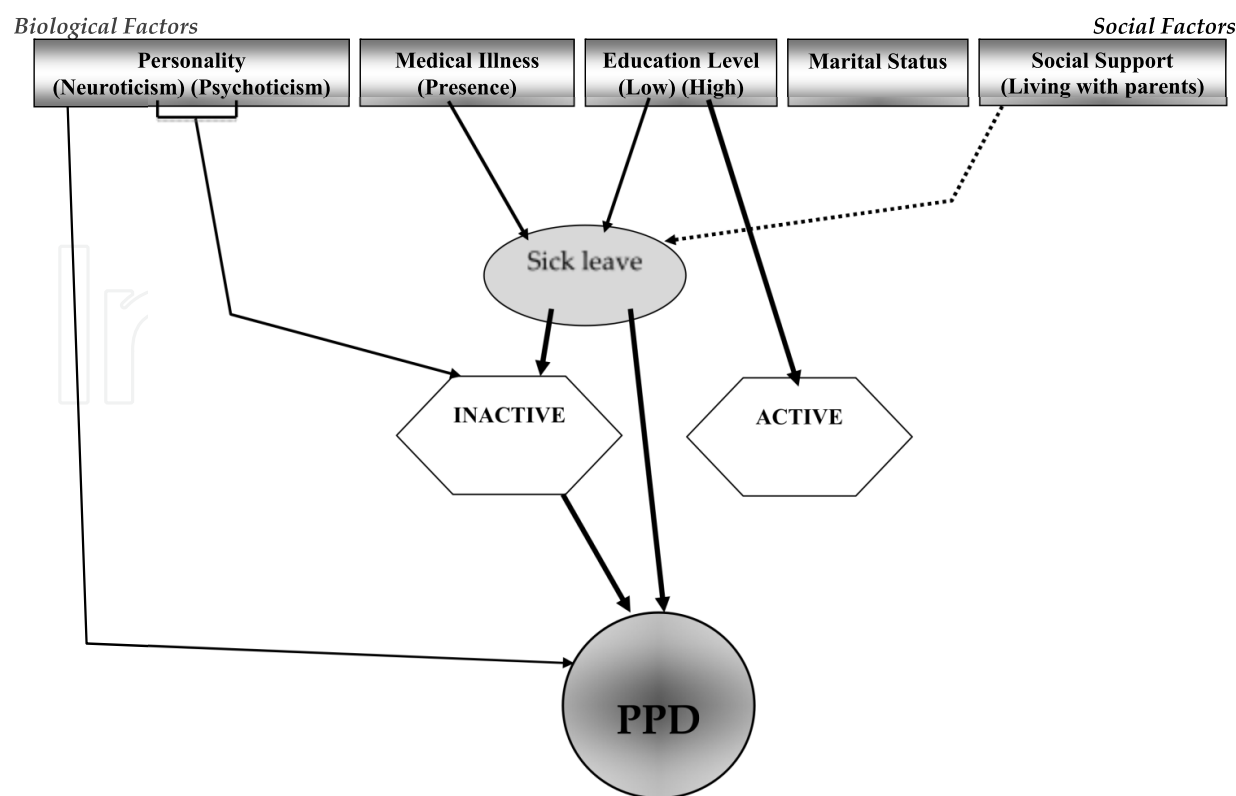 Biological Factors
Social Factors
Personality
(Neuroticism) (Psychoticism)
Medical Illness
(Presence)
Education Level
(Low) (High)
Marital Status
Social Support
(Living with parents)
Sick leave
INACTIVE
ACTIVE
PPD